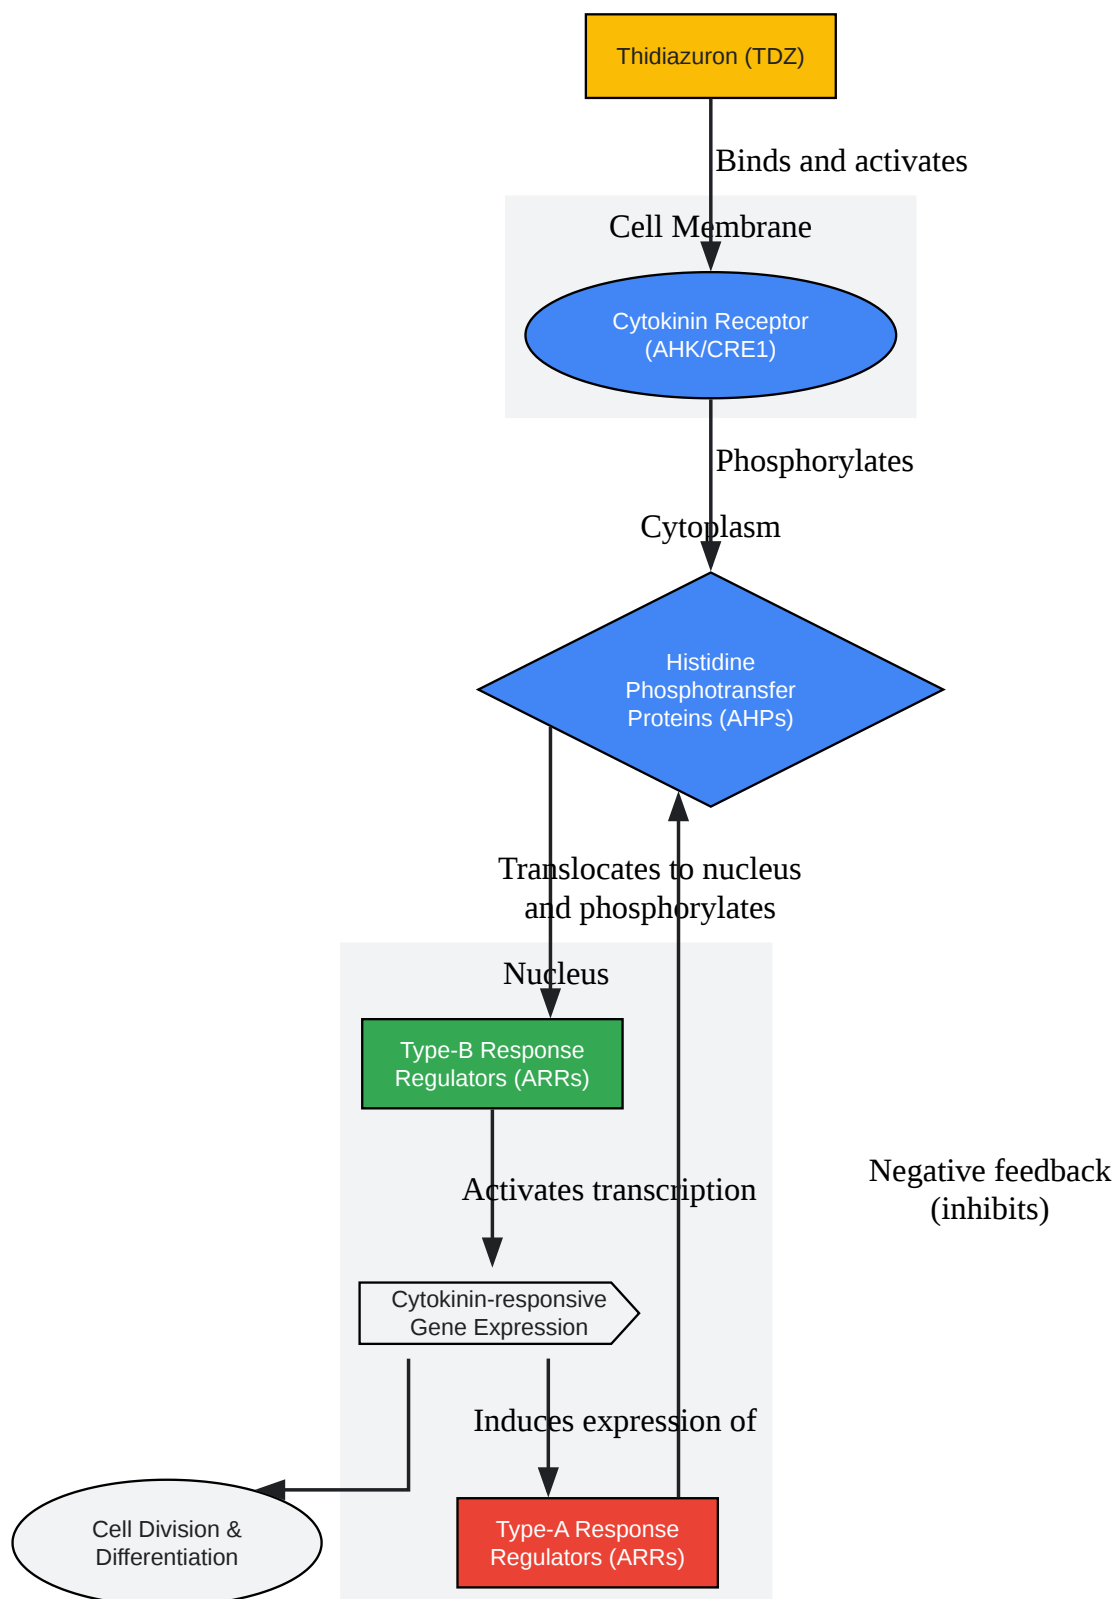 Thidiazuron (TDZ)
Binds and activates
Cell Membrane
Cytokinin Receptor
(AHK/CRE1)
Phosphorylates
Cytoplasm
Histidine
Phosphotransfer
Proteins (AHPs)
Translocates to nucleus
and phosphorylates
Nucleus
Type-B Response
Regulators (ARRs)
Activates transcription
Negative feedback
(inhibits)
Cytokinin-responsive
Gene Expression
Induces expression of
Cell Division &
Differentiation
Type-A Response
Regulators (ARRs)